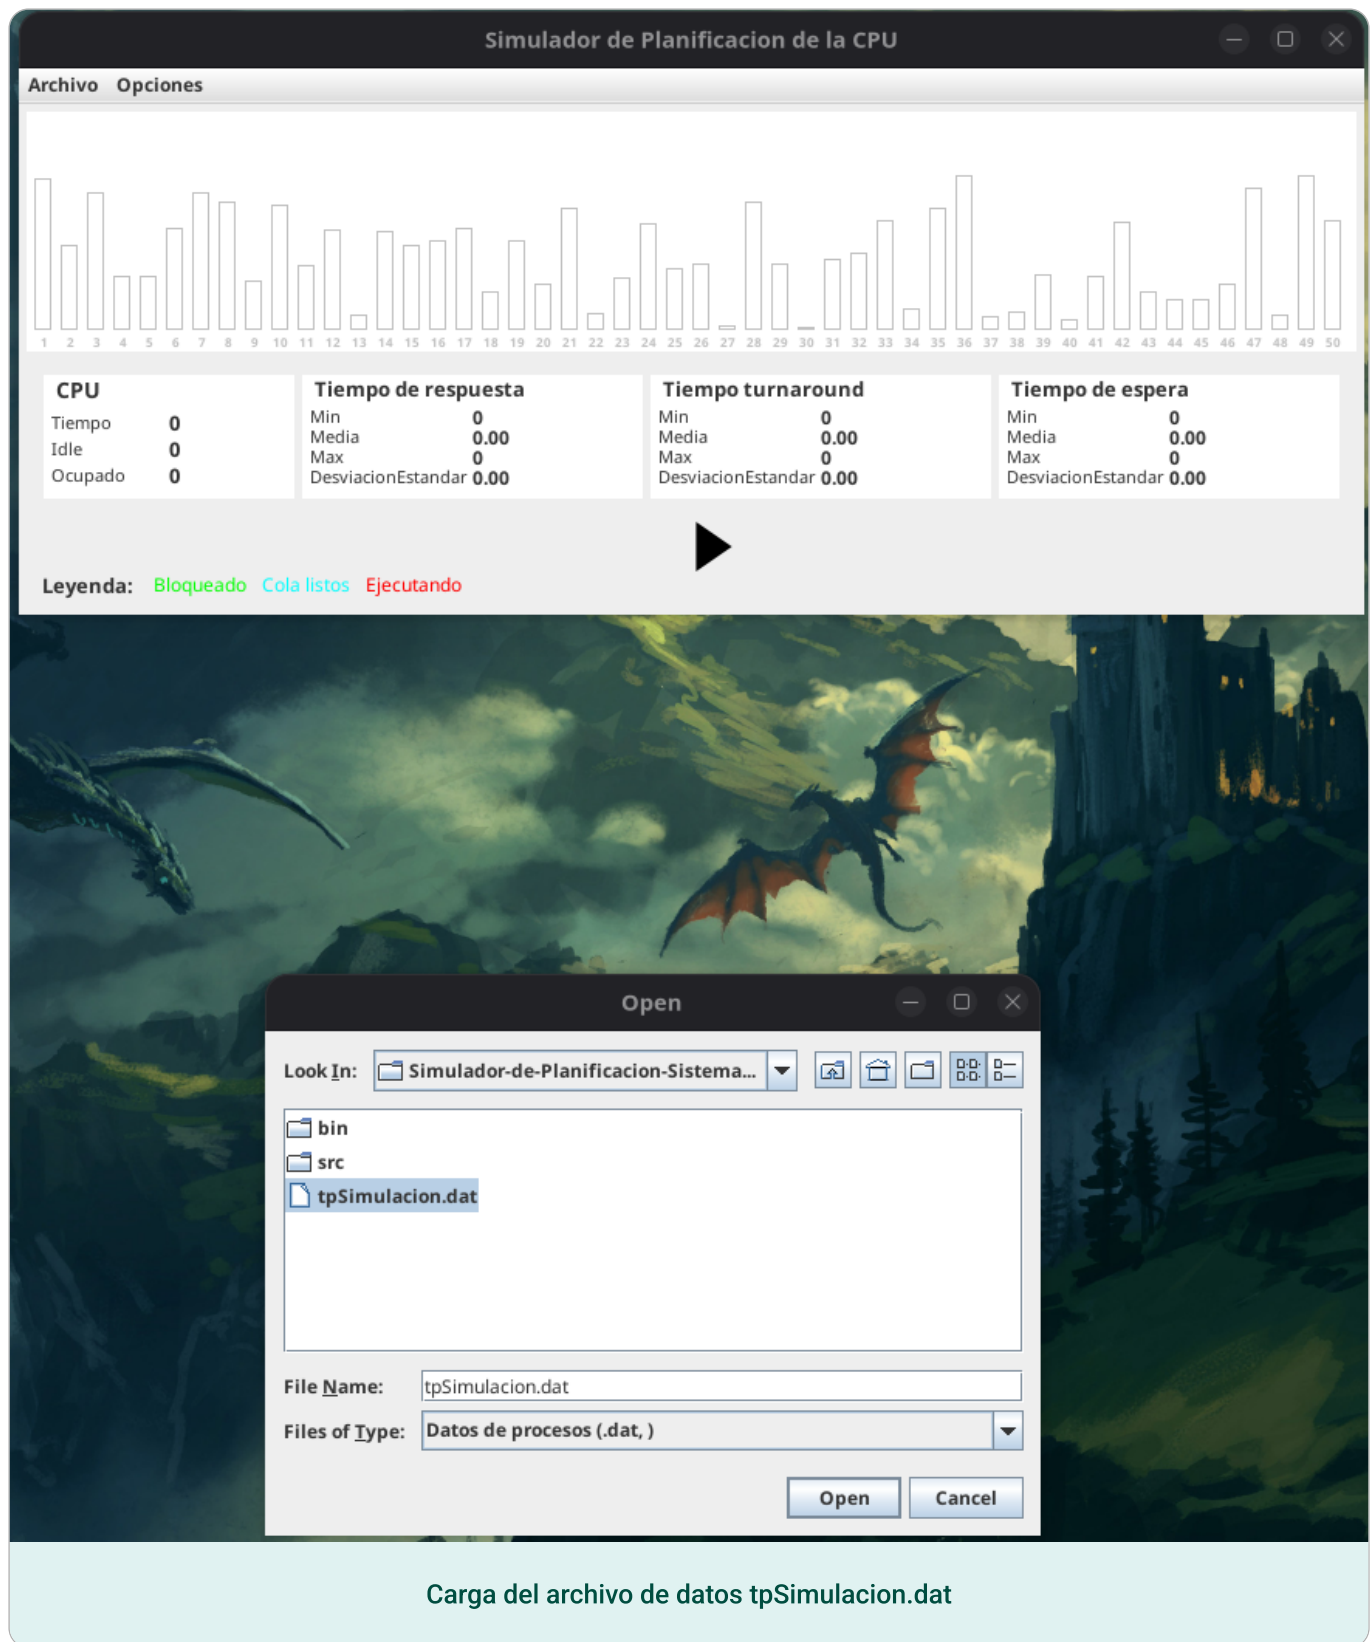 Simulador de Planificacion de la CPU
Archivo Opciones
1 2 3 4 5 6 7 8 9 10 11 12 13 14 15 16 17 18 19 20 21 22 23 24 25 26 27 28 29 30 31 32 33 34 35 36 37 38 39 40 41 42 43 44 45 46 47 48 49 50
CPU
Tiempo 0
Idle 0
Ocupado 0
Tiempo de respuesta
Min 0
Media 0.00
Max 0
DesviacionEstandar 0.00
Tiempo turnaround
Min 0
Media 0.00
Max 0
DesviacionEstandar 0.00
Tiempo de espera
Min 0
Media 0.00
Max 0
DesviacionEstandar 0.00
Leyenda: Bloqueado Cola listos Ejecutando
Open
Look In: Simulador-de-Planificacion-Sistema...
bin
src
tpSimulacion.dat
File Name: tpSimulacion.dat
Files of Type: Datos de procesos (.dat, )
Open Cancel
Carga del archivo de datos tpSimulacion.dat